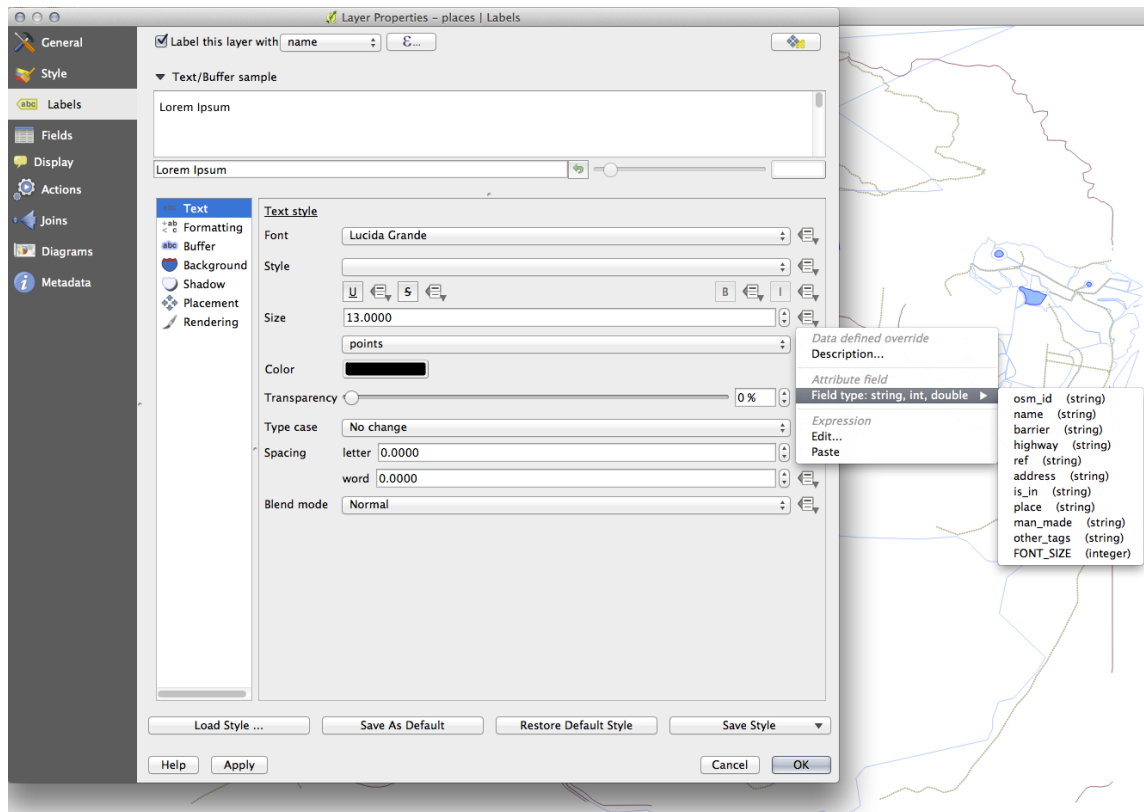 Layer Properties - places | Labels
General
Style
Labels
Fields
Display
Actions
Joins
Diagrams
Metadata
Label this layer with name ε...
Text/Buffer sample
Lorem Ipsum
Lorem Ipsum
Text
Formatting
Buffer
Background
Shadow
Placement
Rendering
Text style
Font Lucida Grande
Style
U S B I
Size 13.0000
points
Color
Transparency 0 %
Type case No change
Spacing letter 0.0000
word 0.0000
Blend mode Normal
Data defined override
Description...
Attribute field
Field type: string, int, double
Expression
Edit...
Paste
osm_id (string)
name (string)
barrier (string)
highway (string)
ref (string)
address (string)
is_in (string)
place (string)
man_made (string)
other_tags (string)
FONT_SIZE (integer)
Load Style ... Save As Default Restore Default Style Save Style
Help Apply Cancel OK